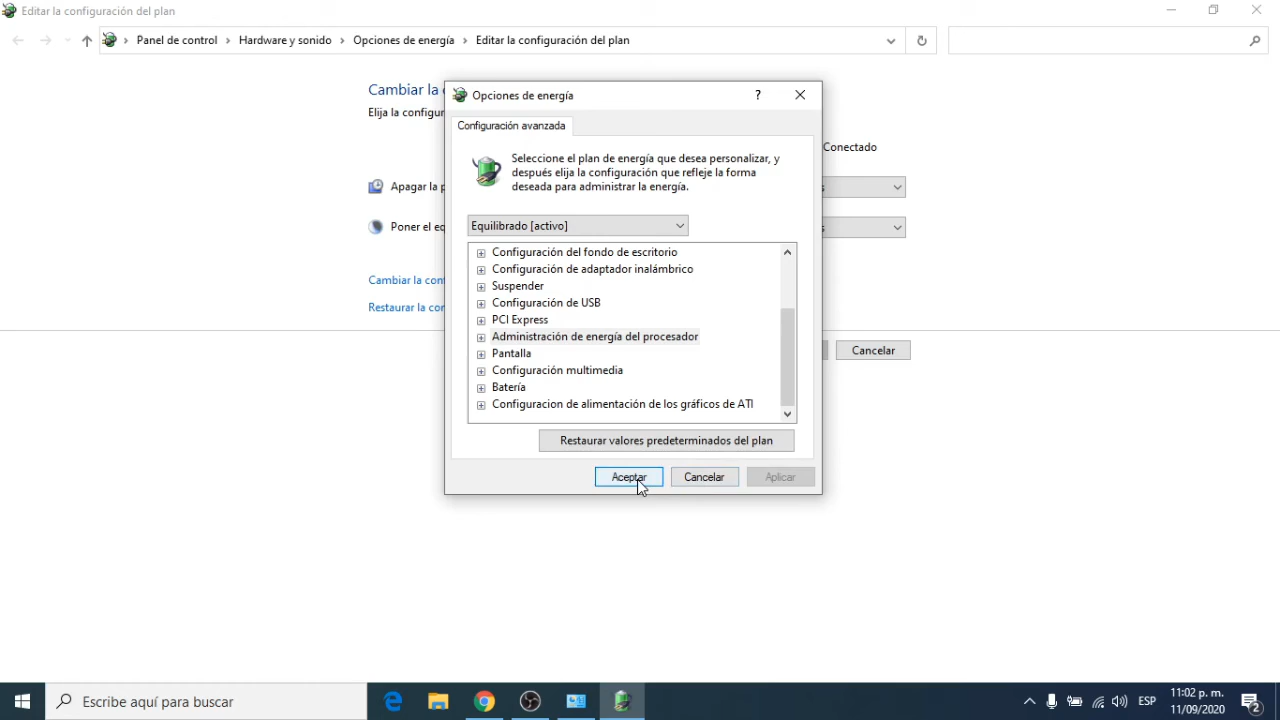 Editar la configuración del plan
Panel de control > Hardware y sonido > Opciones de energía > Editar la configuración del plan
Cambiar la
Elija la configur
Conectado
Apagar la p
Poner el eq
Cambiar la con
Restaurar la cor
Cancelar
Opciones de energía
?
Configuración avanzada
Seleccione el plan de energía que desea personalizar, y
después elija la configuración que refleje la forma
deseada para administrar la energía.
Equilibrado [activo]
Configuración del fondo de escritorio
Configuración de adaptador inalámbrico
Suspender
Configuración de USB
PCI Express
Administración de energía del procesador
Pantalla
Configuración multimedia
Batería
Configuracion de alimentación de los gráficos de ATI
Restaurar valores predeterminados del plan
Aceptar
Cancelar
Aplicar
Escribe aquí para buscar
ESP
11:02 p. m.
11/09/2020
2